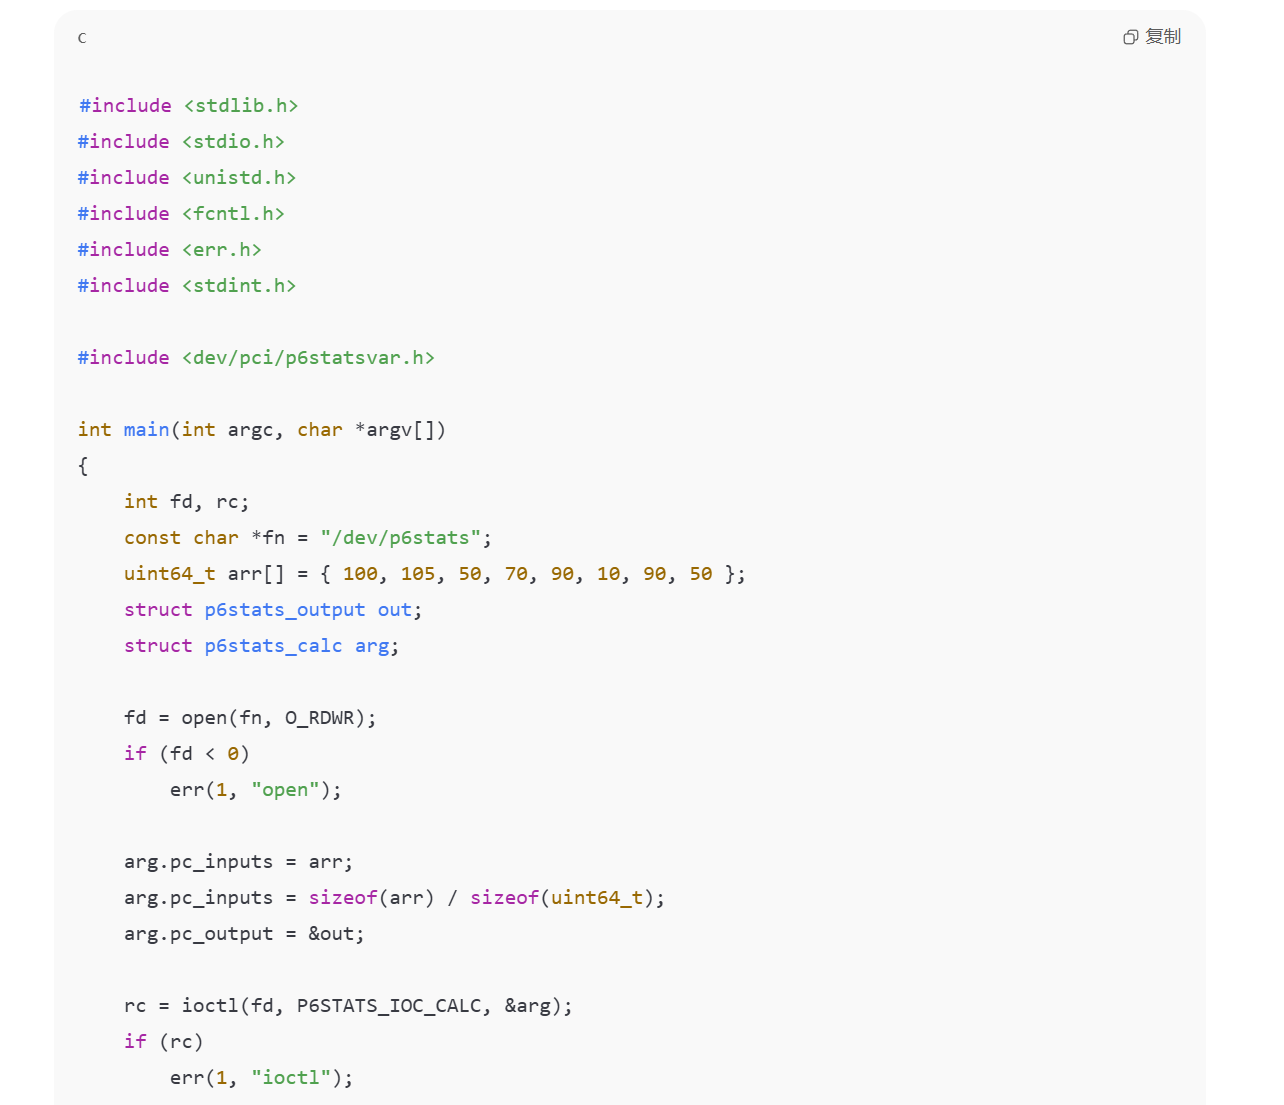 c
复制
#include <stdlib.h>
#include <stdio.h>
#include <unistd.h>
#include <fcntl.h>
#include <err.h>
#include <stdint.h>
#include <dev/pci/p6statsvar.h>
int main(int argc, char *argv[])
{
    int fd, rc;
    const char *fn = "/dev/p6stats";
    uint64_t arr[] = { 100, 105, 50, 70, 90, 10, 90, 50 };
    struct p6stats_output out;
    struct p6stats_calc arg;
    fd = open(fn, O_RDWR);
    if (fd < 0)
        err(1, "open");
    arg.pc_inputs = arr;
    arg.pc_inputs = sizeof(arr) / sizeof(uint64_t);
    arg.pc_output = &out;
    rc = ioctl(fd, P6STATS_IOC_CALC, &arg);
    if (rc)
        err(1, "ioctl");